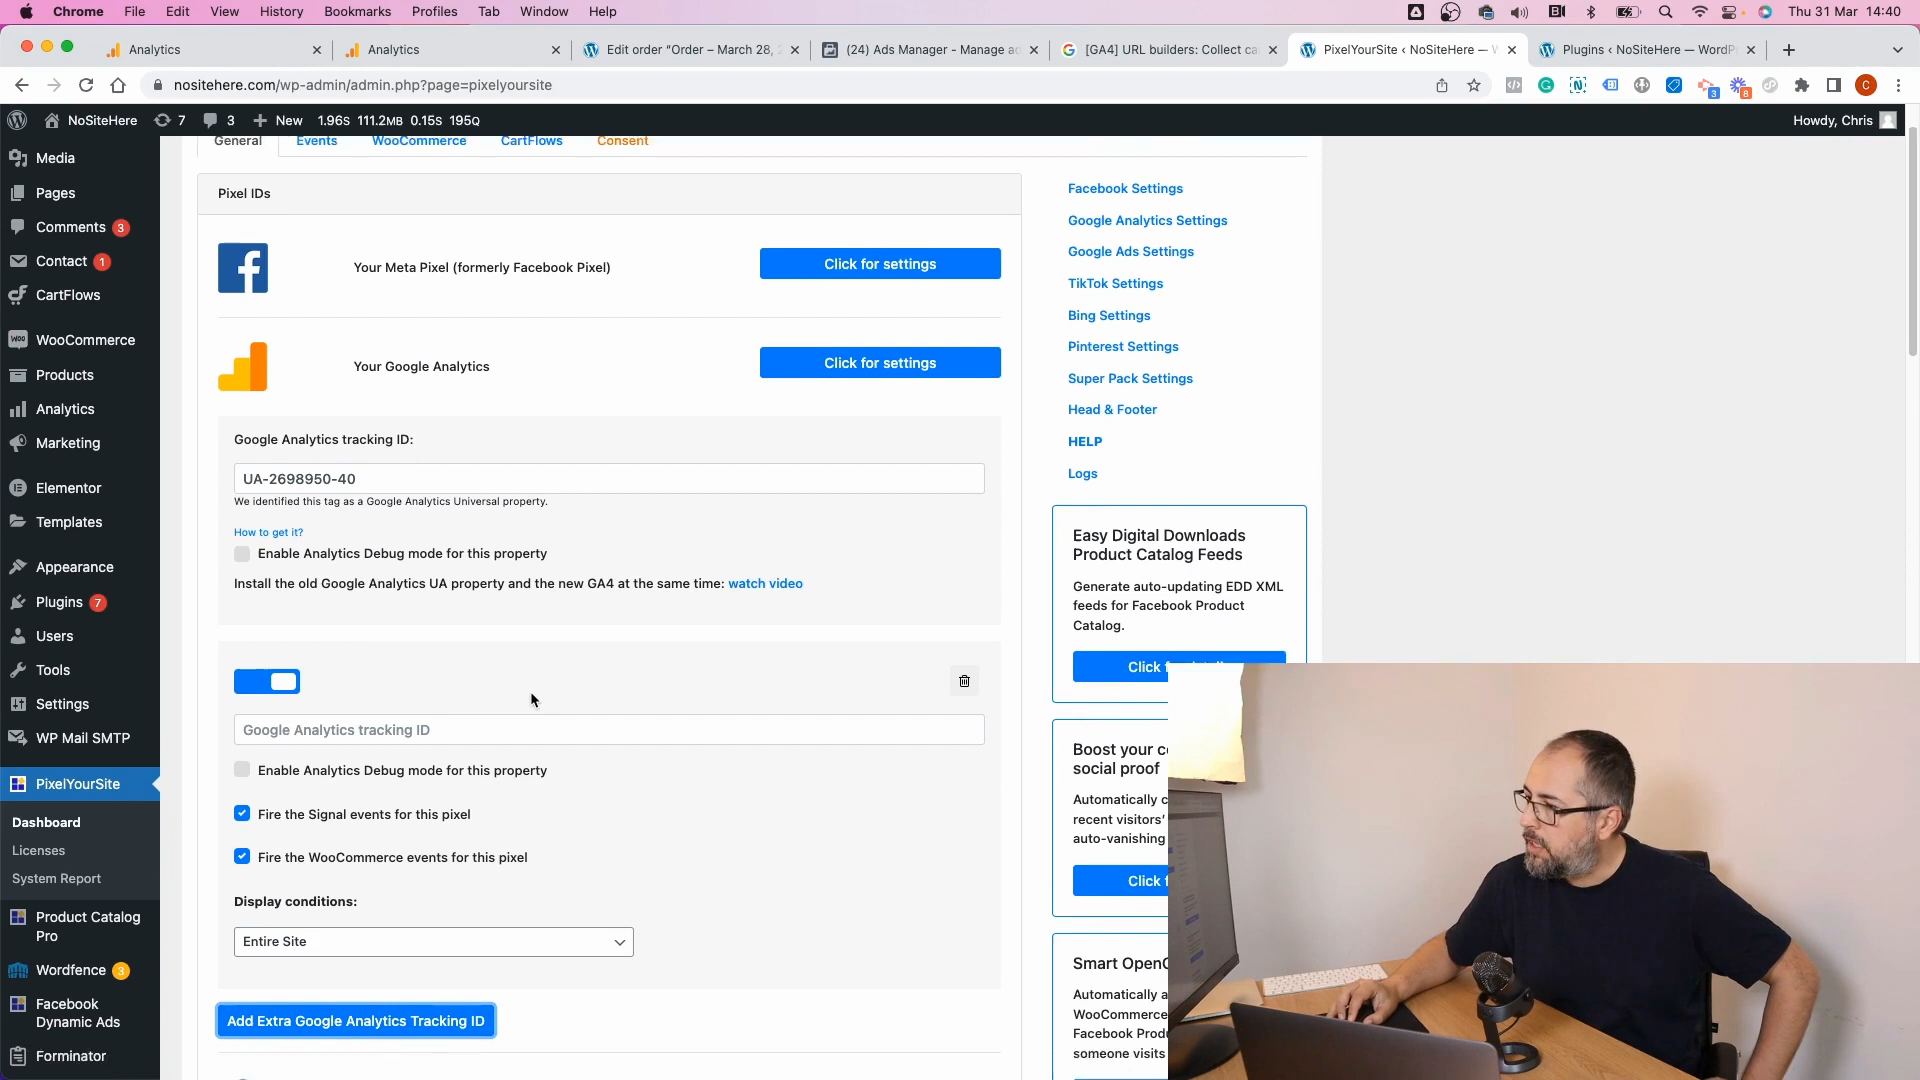 Chrome File Edit View History Bookmarks Profiles Tab Window Help Thu 31 Mar 14:40
Analytics Analytics Edit order “Order – March 28, 2 (24) Ads Manager - Manage ad [GA4] URL builders: Collect ca PixelYourSite ‹ NoSiteHere — W Plugins ‹ NoSiteHere — WordP
nositehere.com/wp-admin/admin.php?page=pixelyoursite 3 8 C
NoSiteHere 7 3 New 1.96S 111.2MB 0.15S 195Q Howdy, Chris
Media
Pages
Comments 3
Contact 1
CartFlows
WooCommerce
Products
Analytics
Marketing
Elementor
Templates
Appearance
Plugins 7
Users
Tools
Settings
WP Mail SMTP
PixelYourSite
Dashboard
Licenses
System Report
Product Catalog
Pro
Wordfence 3
Facebook
Dynamic Ads
Forminator
General Events WooCommerce CartFlows Consent
Pixel IDs
Your Meta Pixel (formerly Facebook Pixel) Click for settings
Your Google Analytics Click for settings
Google Analytics tracking ID:
UA-2698950-40
We identified this tag as a Google Analytics Universal property.
How to get it?
Enable Analytics Debug mode for this property
Install the old Google Analytics UA property and the new GA4 at the same time: watch video
Google Analytics tracking ID
Enable Analytics Debug mode for this property
Fire the Signal events for this pixel
Fire the WooCommerce events for this pixel
Display conditions:
Entire Site
Add Extra Google Analytics Tracking ID
Facebook Settings
Google Analytics Settings
Google Ads Settings
TikTok Settings
Bing Settings
Pinterest Settings
Super Pack Settings
Head & Footer
HELP
Logs
Easy Digital Downloads
Product Catalog Feeds
Generate auto-updating EDD XML
feeds for Facebook Product
Catalog.
Click
Boost your
social proof
Automatically
recent visitors’
auto-vanishing
Click
Smart
Automatically
WooCommerce
Facebook
someone visits